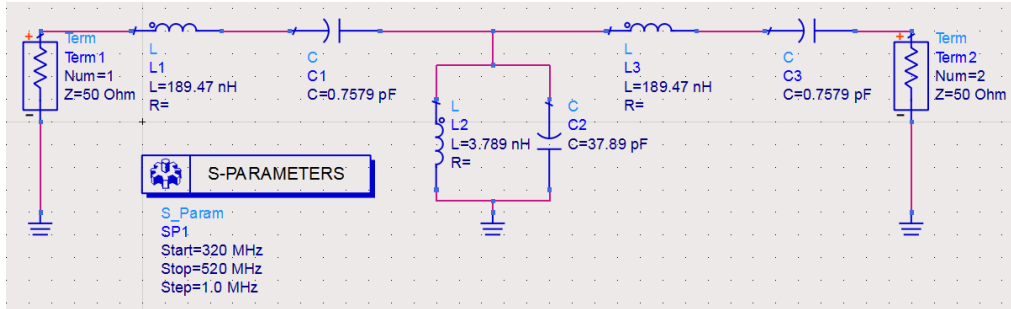 Term
Term1
Num=1
Z=50 Ohm
L
L1
L=189.47 nH
R=
C
C1
C=0.7579 pF
L
L2
L=3.789 nH
R=
C
C2
C=37.89 pF
L
L3
L=189.47 nH
R=
C
C3
C=0.7579 pF
Term
Term2
Num=2
Z=50 Ohm
S-PARAMETERS
S_Param
SP1
Start=320 MHz
Stop=520 MHz
Step=1.0 MHz